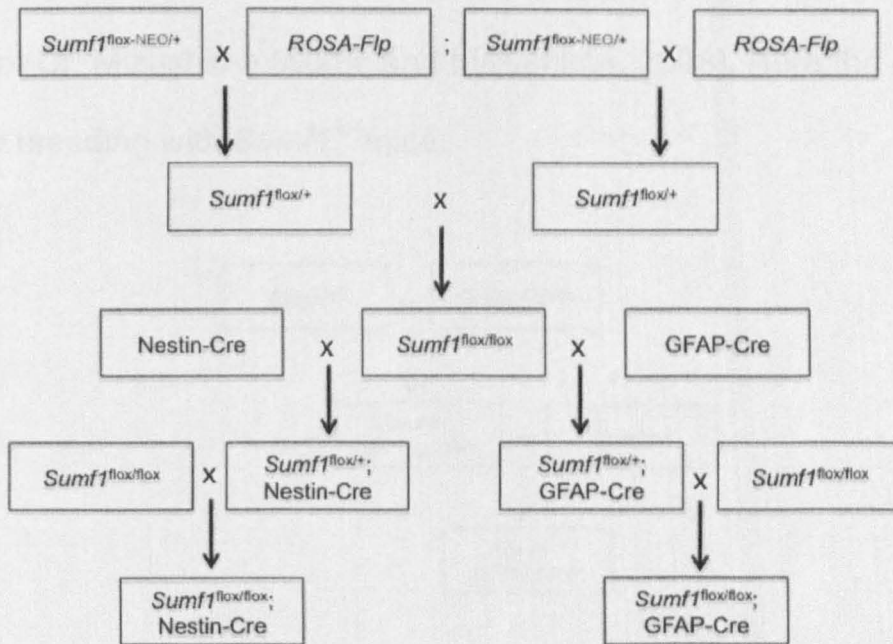 Sumf1flox-NEO/+ x ROSA-Flp ; Sumf1flox-NEO/+ x ROSA-Flp
Sumf1flox/+ x Sumf1flox/+
Nestin-Cre x Sumf1flox/flox x GFAP-Cre
Sumf1flox/flox x Sumf1flox/+; Nestin-Cre Sumf1flox/+; GFAP-Cre x Sumf1flox/flox
Sumf1flox/flox; Nestin-Cre Sumf1flox/flox; GFAP-Cre